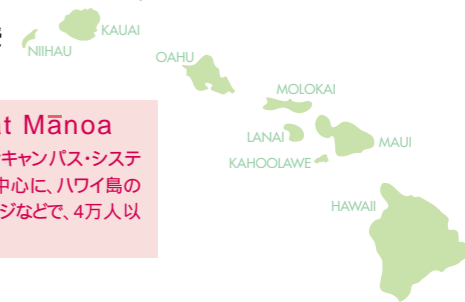 KAUAI
NIIHAU
OAHU
MOLOKAI
LANAI
MAUI
KAHOOLAWE
HAWAII
at Mānoa
キャンパス・システ
中心に、ハワイ島の
ジなどで、4万人以